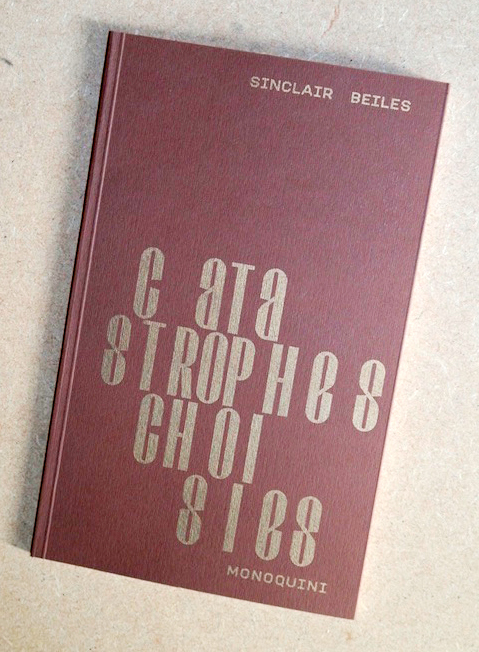 SINCLAIR BEILES
C aTa
STROPHeS
CHOI
SIeS
MONOQUINI